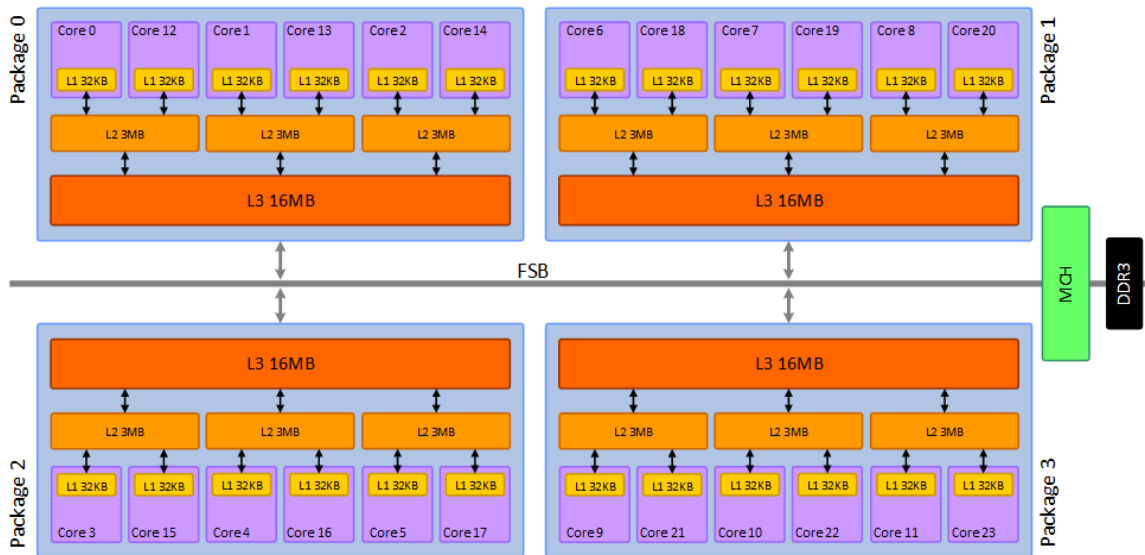 Package 0
Core 0 Core 12 Core 1 Core 13 Core 2 Core 14
L1 32KB L1 32KB L1 32KB L1 32KB L1 32KB L1 32KB
L2 3MB L2 3MB L2 3MB
L3 16MB
Package 1
Core 6 Core 18 Core 7 Core 19 Core 8 Core 20
L1 32KB L1 32KB L1 32KB L1 32KB L1 32KB L1 32KB
L2 3MB L2 3MB L2 3MB
L3 16MB
FSB
MCH
DDR3
Package 2
L3 16MB
L2 3MB L2 3MB L2 3MB
L1 32KB L1 32KB L1 32KB L1 32KB L1 32KB L1 32KB
Core 3 Core 15 Core 4 Core 16 Core 5 Core 17
Package 3
L3 16MB
L2 3MB L2 3MB L2 3MB
L1 32KB L1 32KB L1 32KB L1 32KB L1 32KB L1 32KB
Core 9 Core 21 Core 10 Core 22 Core 11 Core 23